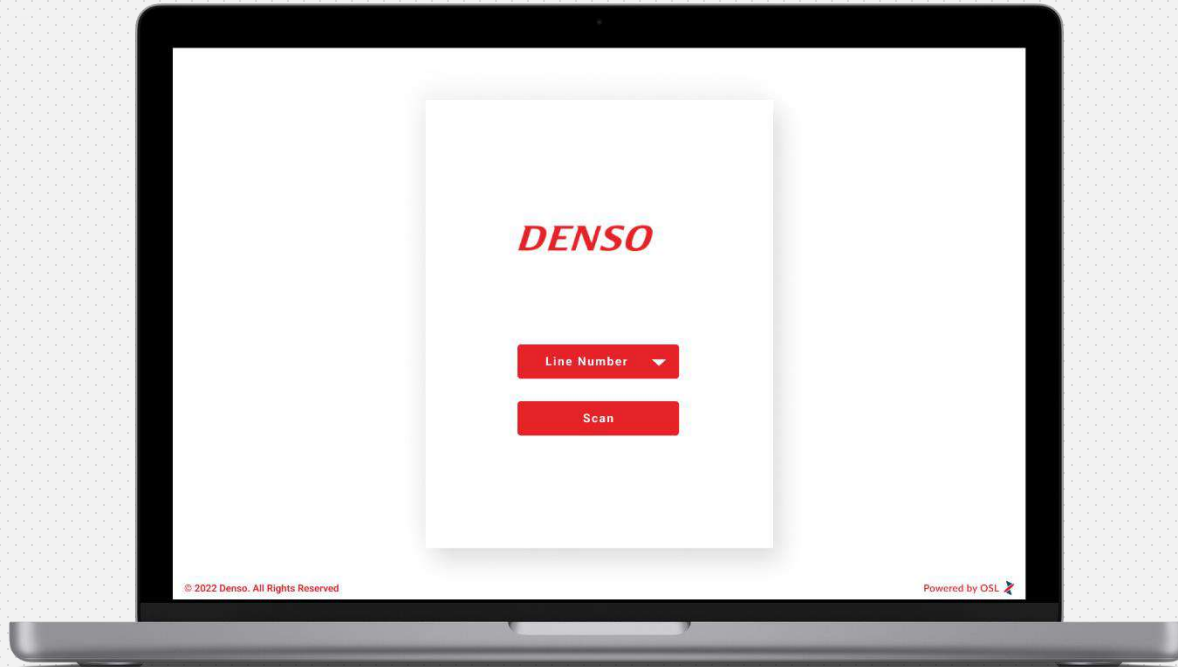 DENSO
Line Number
Scan
© 2022 Denso. All Rights Reserved
Powered by OSL